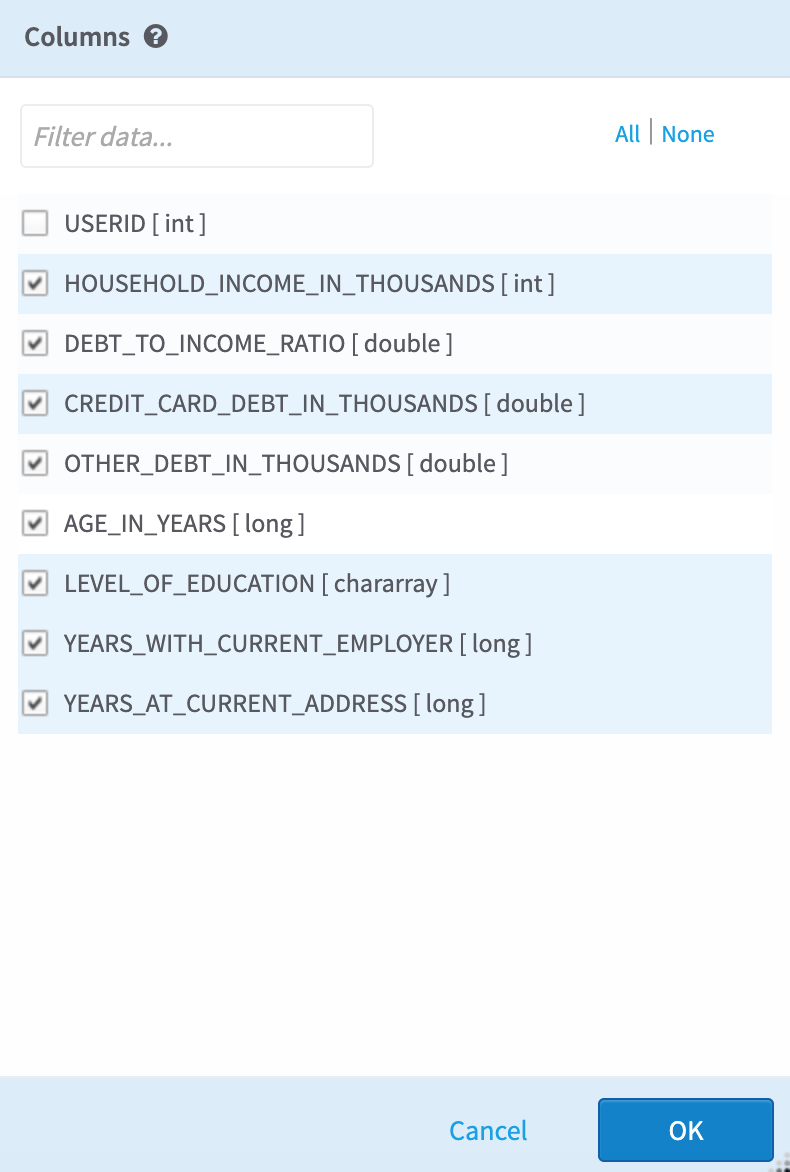 Columns ?
Filter data...
All | None
USERID [ int ]
HOUSEHOLD_INCOME_IN_THOUSANDS [ int ]
DEBT_TO_INCOME_RATIO [ double ]
CREDIT_CARD_DEBT_IN_THOUSANDS [ double ]
OTHER_DEBT_IN_THOUSANDS [ double ]
AGE_IN_YEARS [ long ]
LEVEL_OF_EDUCATION [ chararray ]
YEARS_WITH_CURRENT_EMPLOYER [ long ]
YEARS_AT_CURRENT_ADDRESS [ long ]
Cancel OK